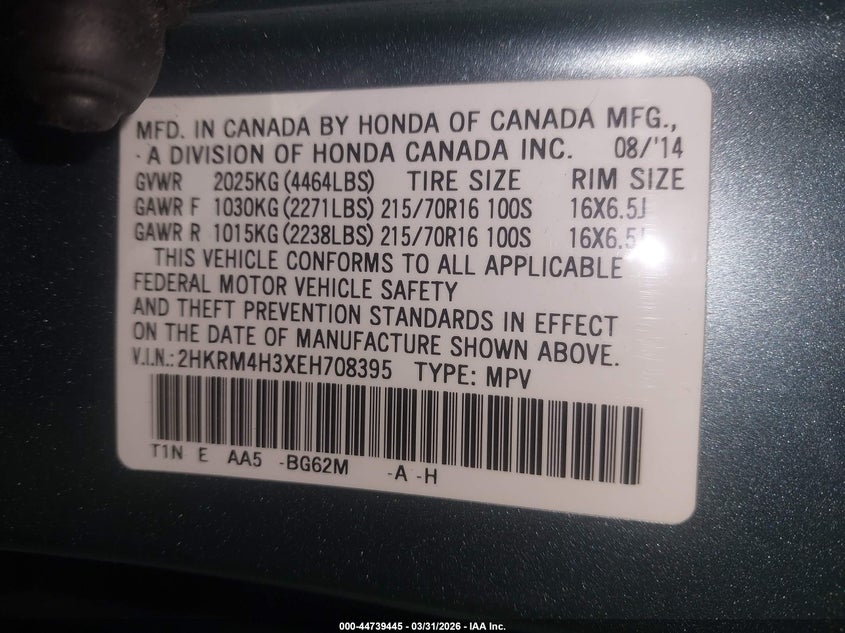 MFD. IN CANADA BY HONDA OF CANADA MFG.,
A DIVISION OF HONDA CANADA INC. 08/'14
GVWR 2025KG (4464LBS) TIRE SIZE RIM SIZE
GAWR F 1030KG (2271LBS) 215/70R16 100S 16X6.5J
GAWR R 1015KG (2238LBS) 215/70R16 100S 16X6.5J
THIS VEHICLE CONFORMS TO ALL APPLICABLE
FEDERAL MOTOR VEHICLE SAFETY
AND THEFT PREVENTION STANDARDS IN EFFECT
ON THE DATE OF MANUFACTURE SHOWN ABOVE.
V.I.N.: 2HKRM4H3XEH708395 TYPE: MPV
T1N E AA5 -BG62M -A -H
000-44739445 - 03/31/2026 - IAA Inc.